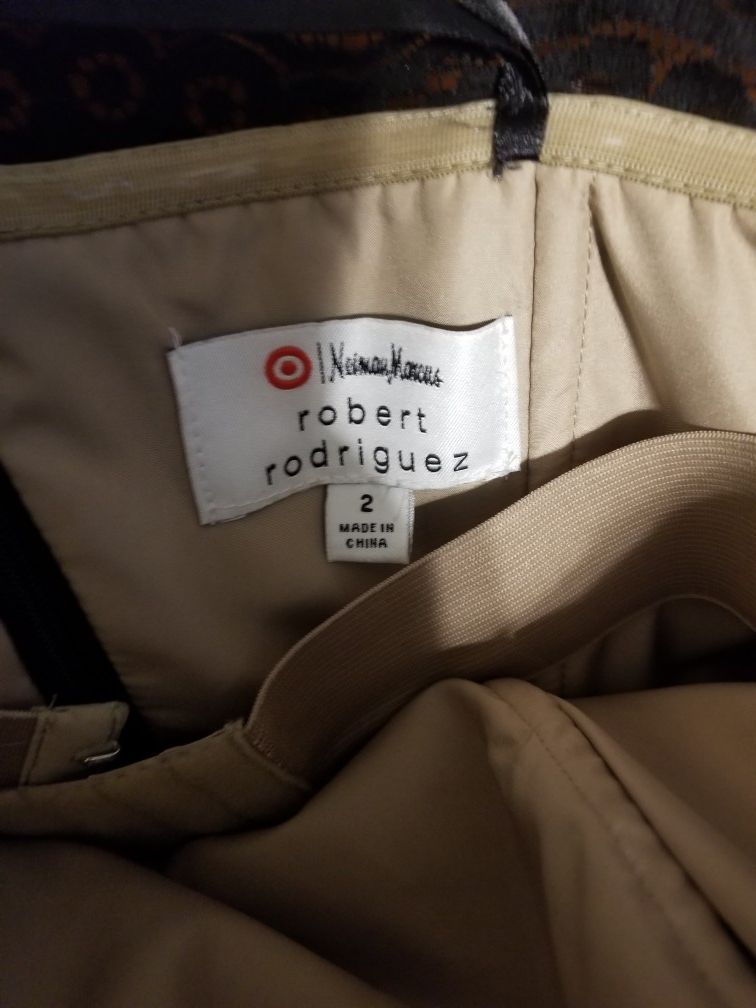 Neiman Marcus
robert
rodriguez
2
MADE IN
CHINA